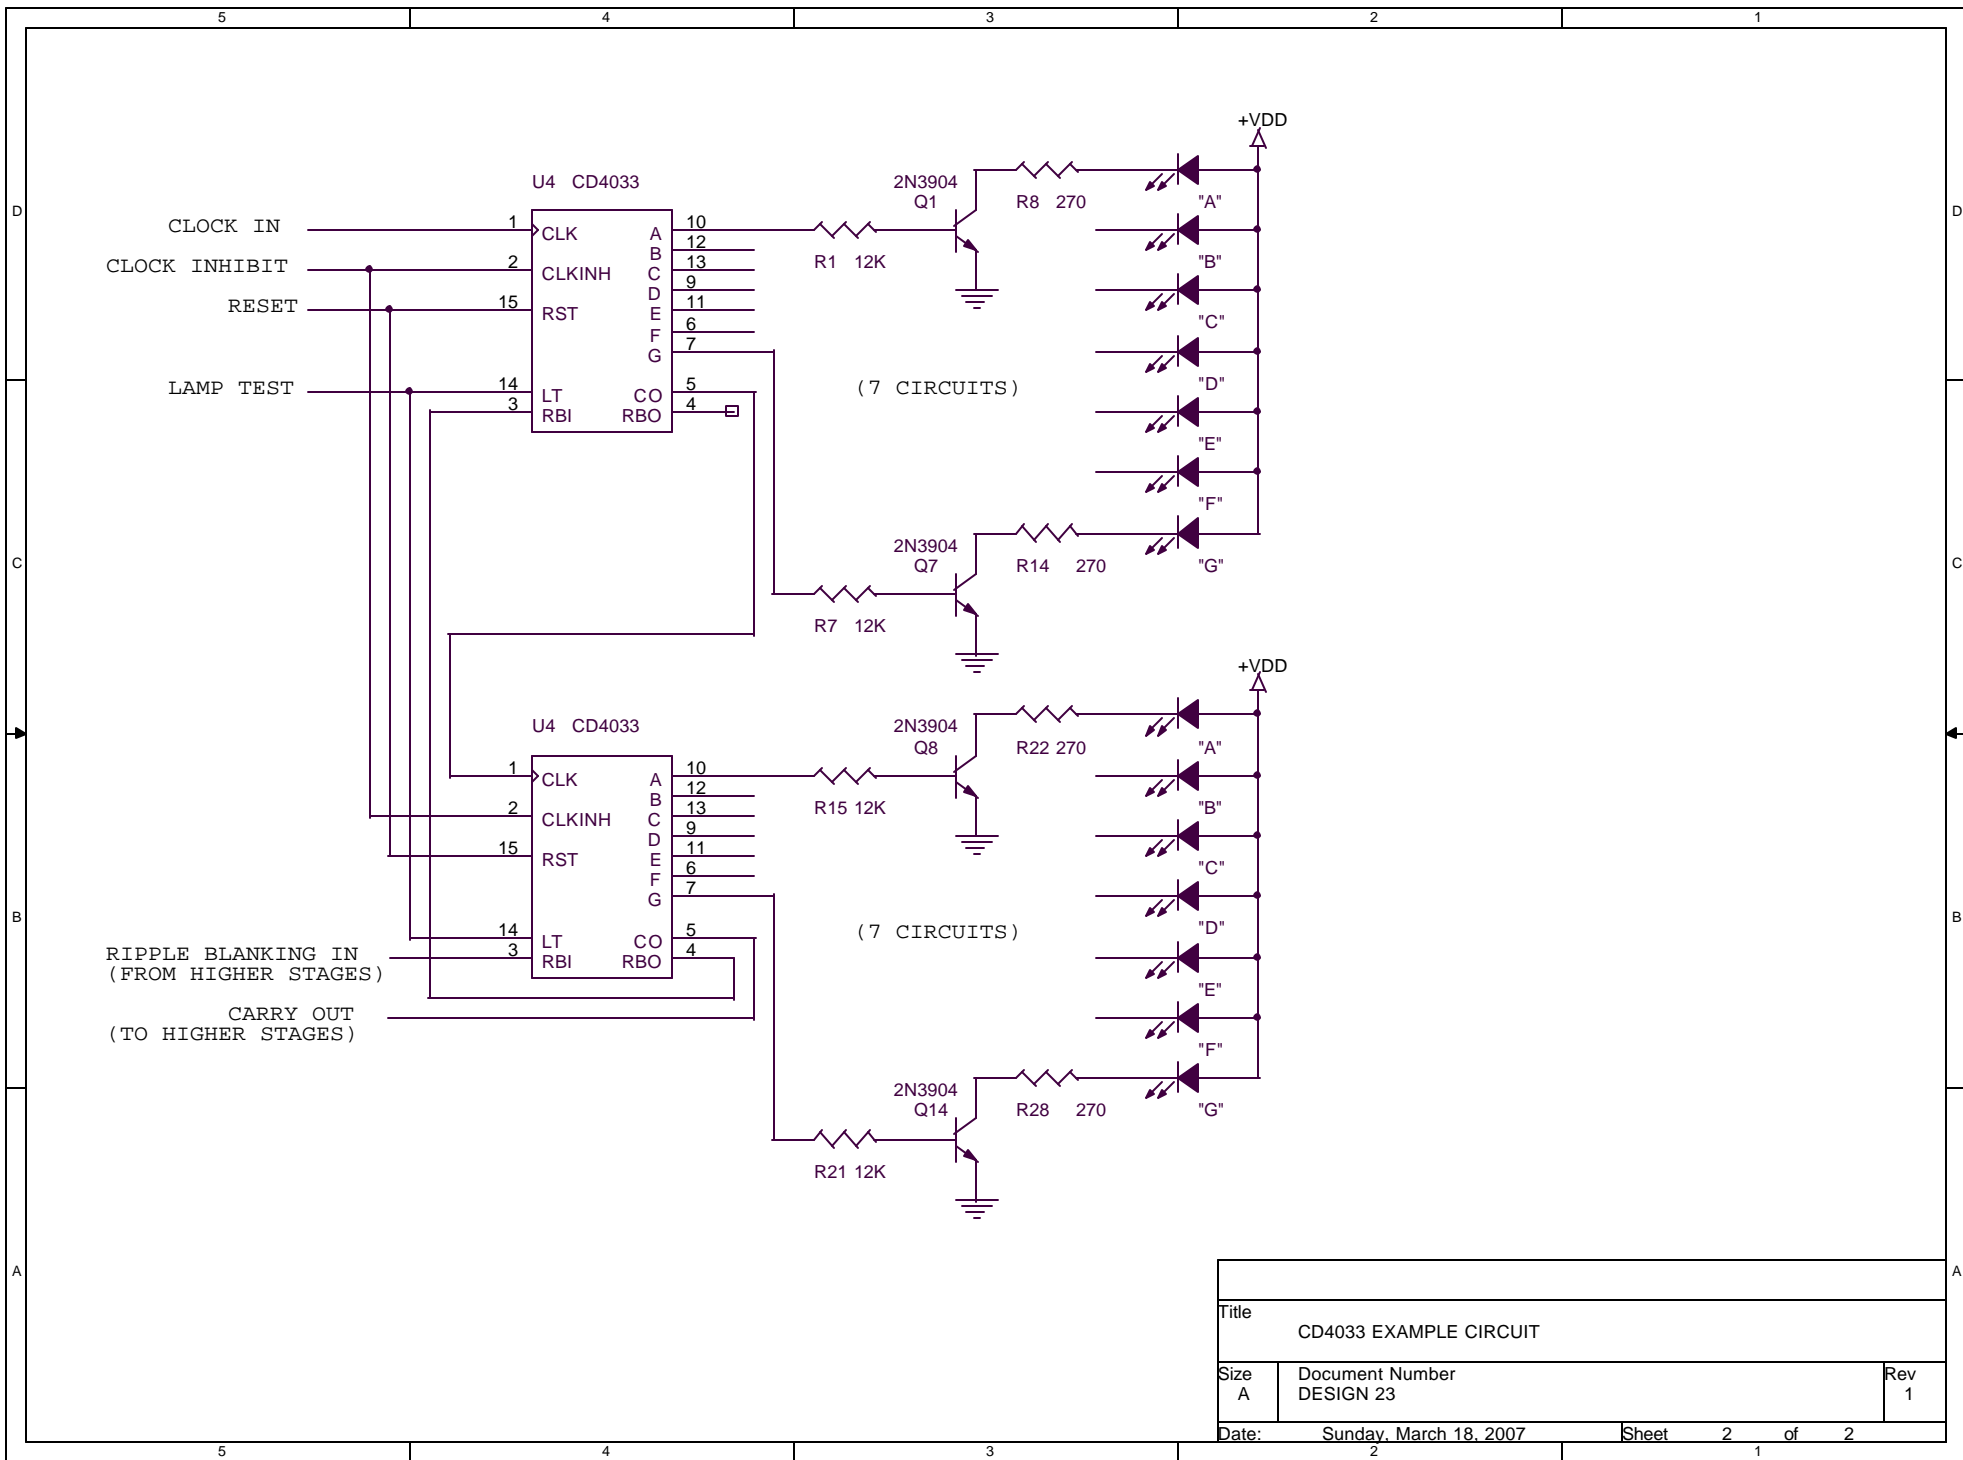 5 4 3 2 1
D D
C C
B B
A A
+VDD
U4 CD4033
2N3904
Q1
R8 270
"A"
CLOCK IN
1
CLK
A
10
R1 12K
"B"
B
12
CLOCK INHIBIT
2
CLKINH
C
13
D
9
"C"
RESET
15
RST
E
11
F
6
G
7
"D"
LAMP TEST
14
LT
CO
5
(7 CIRCUITS)
3
RBI
RBO
4
"E"
"F"
2N3904
Q7
R14 270
"G"
R7 12K
+VDD
U4 CD4033
2N3904
Q8
R22 270
"A"
1
CLK
A
10
R15 12K
"B"
B
12
2
CLKINH
C
13
D
9
"C"
15
RST
E
11
F
6
G
7
"D"
14
LT
CO
5
(7 CIRCUITS)
RIPPLE BLANKING IN
(FROM HIGHER STAGES)
3
RBI
RBO
4
"E"
CARRY OUT
(TO HIGHER STAGES)
"F"
2N3904
Q14
R28 270
"G"
R21 12K
Title
CD4033 EXAMPLE CIRCUIT
Size
A
Document Number
DESIGN 23
Rev
1
Date: Sunday, March 18, 2007 Sheet 2 of 2
5 4 3 2 1